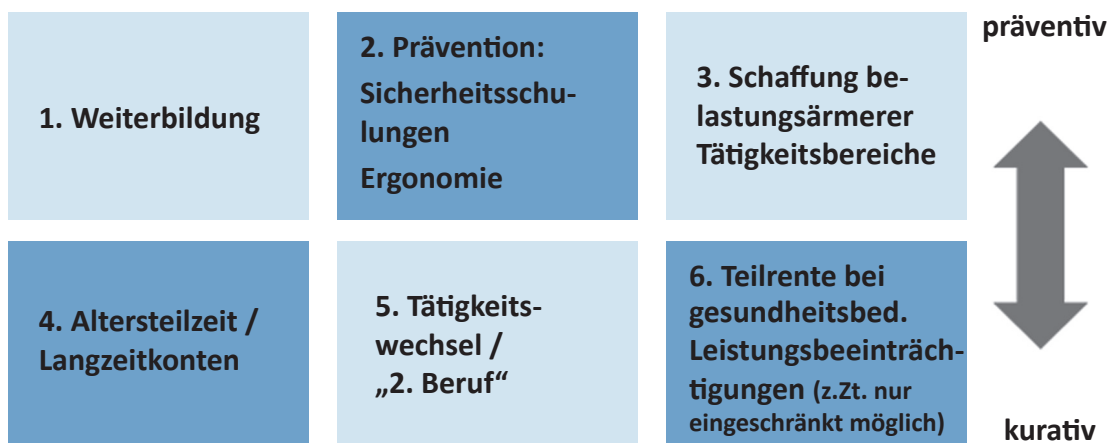 1. Weiterbildung
2. Prävention:
Sicherheitsschu-
lungen
Ergonomie
3. Schaffung be-
lastungsärmerer
Tätigkeitsbereiche
präventiv
4. Altersteilzeit /
Langzeitkonten
5. Tätigkeits-
wechsel /
„2. Beruf“
6. Teilrente bei
gesundheitsbed.
Leistungsbeeinträch-
tigungen (z.Zt. nur
eingeschränkt möglich)
kurativ